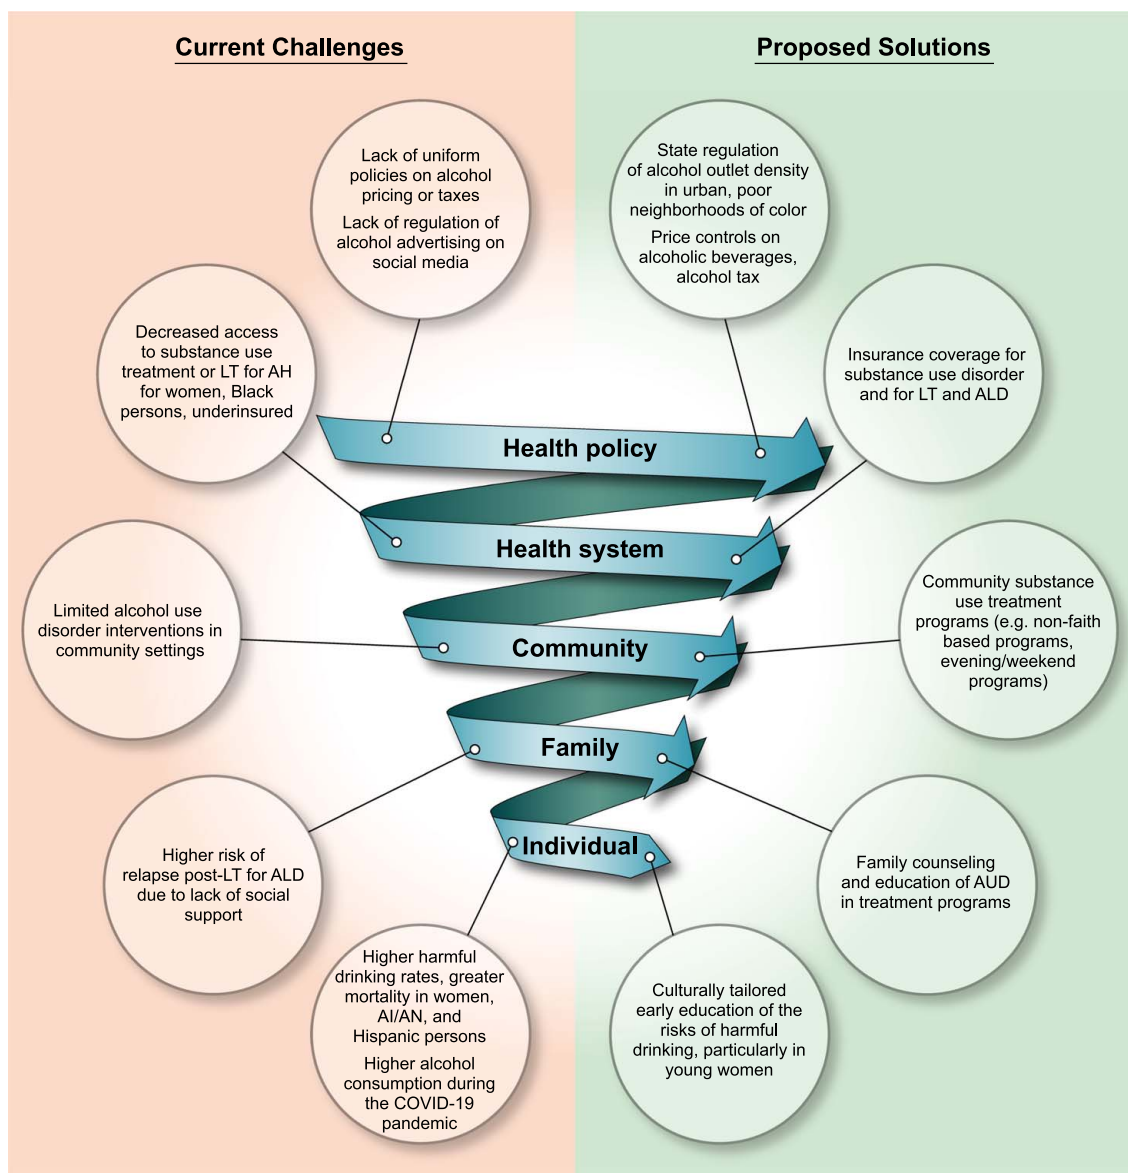 Current Challenges
Proposed Solutions
Lack of uniform
policies on alcohol
pricing or taxes
Lack of regulation of
alcohol advertising on
social media
State regulation
of alcohol outlet density
in urban, poor
neighborhoods of color
Price controls on
alcoholic beverages,
alcohol tax
Decreased access
to substance use
treatment or LT for AH
for women, Black
persons, underinsured
Insurance coverage for
substance use disorder
and for LT and ALD
Health policy
Health system
Limited alcohol use
disorder interventions in
community settings
Community substance
use treatment
programs (e.g. non-faith
based programs,
evening/weekend
programs)
Community
Family
Individual
Higher risk of
relapse post-LT for ALD
due to lack of social
support
Family counseling
and education of AUD
in treatment programs
Higher harmful
drinking rates, greater
mortality in women,
AI/AN, and
Hispanic persons
Higher alcohol
consumption during
the COVID-19
pandemic
Culturally tailored
early education of the
risks of harmful
drinking, particularly in
young women